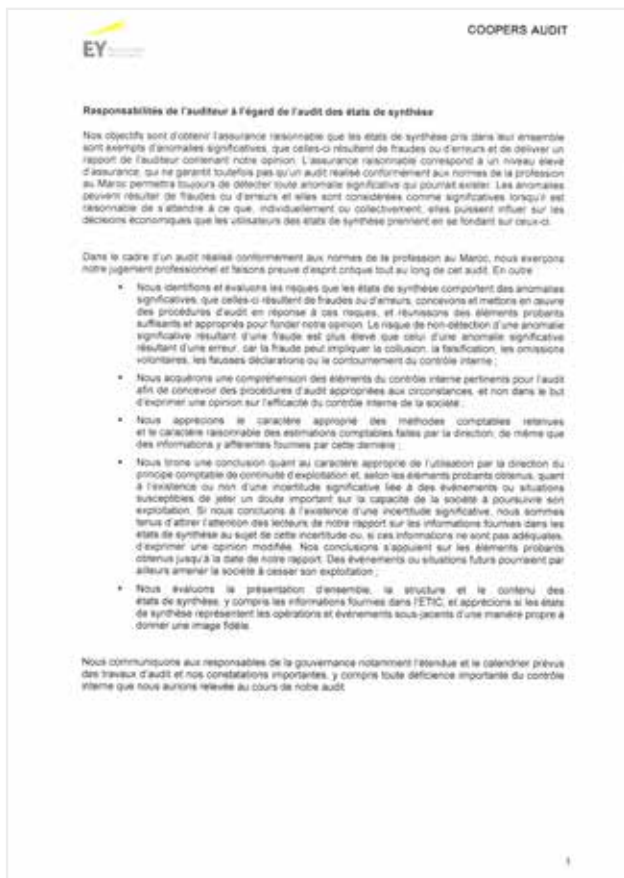 COOPERS AUDIT
EY
Responsabilités de l'auditeur à l'égard de l'audit des états de synthèse
Nos objectifs sont d'obtenir l'assurance raisonnable que les états de synthèse pris dans leur ensemble
sont exempts d'anomalies significatives, que celles-ci résultent de fraudes ou d'erreurs et de délivrer un
rapport de l'auditeur contenant notre opinion. L'assurance raisonnable correspond à un niveau élevé
d'assurance, qui ne garantit toutefois pas qu'un audit réalisé conformément aux normes de la profession
au Maroc permettra toujours de détecter toute anomalie significative qui pourrait exister. Les anomalies
peuvent résulter de fraudes ou d'erreurs et elles sont considérées comme significatives lorsqu'il est
raisonnable de s'attendre à ce que, individuellement ou collectivement, elles puissent influer sur les
décisions économiques que les utilisateurs des états de synthèse prennent en se fondant sur ceux-ci.
Dans le cadre d'un audit réalisé conformément aux normes de la profession au Maroc, nous exerçons
notre jugement professionnel et faisons preuve d'esprit critique tout au long de cet audit. En outre
• Nous identifions et évaluons les risques que les états de synthèse comportent des anomalies
significatives, que celles-ci résultent de fraudes ou d'erreurs, concevons et mettons en œuvre
des procédures d'audit en réponse à ces risques, et réunissons des éléments probants
suffisants et appropriés pour fonder notre opinion. Le risque de non-détection d'une anomalie
significative résultant d'une fraude est plus élevé que celui d'une anomalie significative
résultant d'une erreur, car la fraude peut impliquer la collusion, la falsification, les omissions
volontaires, les fausses déclarations ou le contournement du contrôle interne ;
• Nous acquérons une compréhension des éléments du contrôle interne pertinents pour l'audit
afin de concevoir des procédures d'audit appropriées aux circonstances, et non dans le but
d'exprimer une opinion sur l'efficacité du contrôle interne de la société ;
• Nous apprécions le caractère approprié des méthodes comptables retenues
et le caractère raisonnable des estimations comptables faites par la direction, de même que
des informations y afférentes fournies par cette dernière ;
• Nous tirons une conclusion quant au caractère approprié de l'utilisation par la direction du
principe comptable de continuité d'exploitation et, selon les éléments probants obtenus, quant
à l'existence ou non d'une incertitude significative liée à des événements ou situations
susceptibles de jeter un doute important sur la capacité de la société à poursuivre son
exploitation. Si nous concluons à l'existence d'une incertitude significative, nous sommes
tenus d'attirer l'attention des lecteurs de notre rapport sur les informations fournies dans les
états de synthèse au sujet de cette incertitude ou, si ces informations ne sont pas adéquates,
d'exprimer une opinion modifiée. Nos conclusions s'appuient sur les éléments probants
obtenus jusqu'à la date de notre rapport. Des événements ou situations futurs pourraient par
ailleurs amener la société à cesser son exploitation ;
• Nous évaluons la présentation d'ensemble, la structure et le contenu des
états de synthèse, y compris les informations fournies dans l'ETIC, et apprécions si les états
de synthèse représentent les opérations et événements sous-jacents d'une manière propre à
donner une image fidèle.
Nous communiquons aux responsables de la gouvernance notamment l'étendue et le calendrier prévus
des travaux d'audit et nos constatations importantes, y compris toute déficience importante du contrôle
interne que nous aurions relevée au cours de notre audit